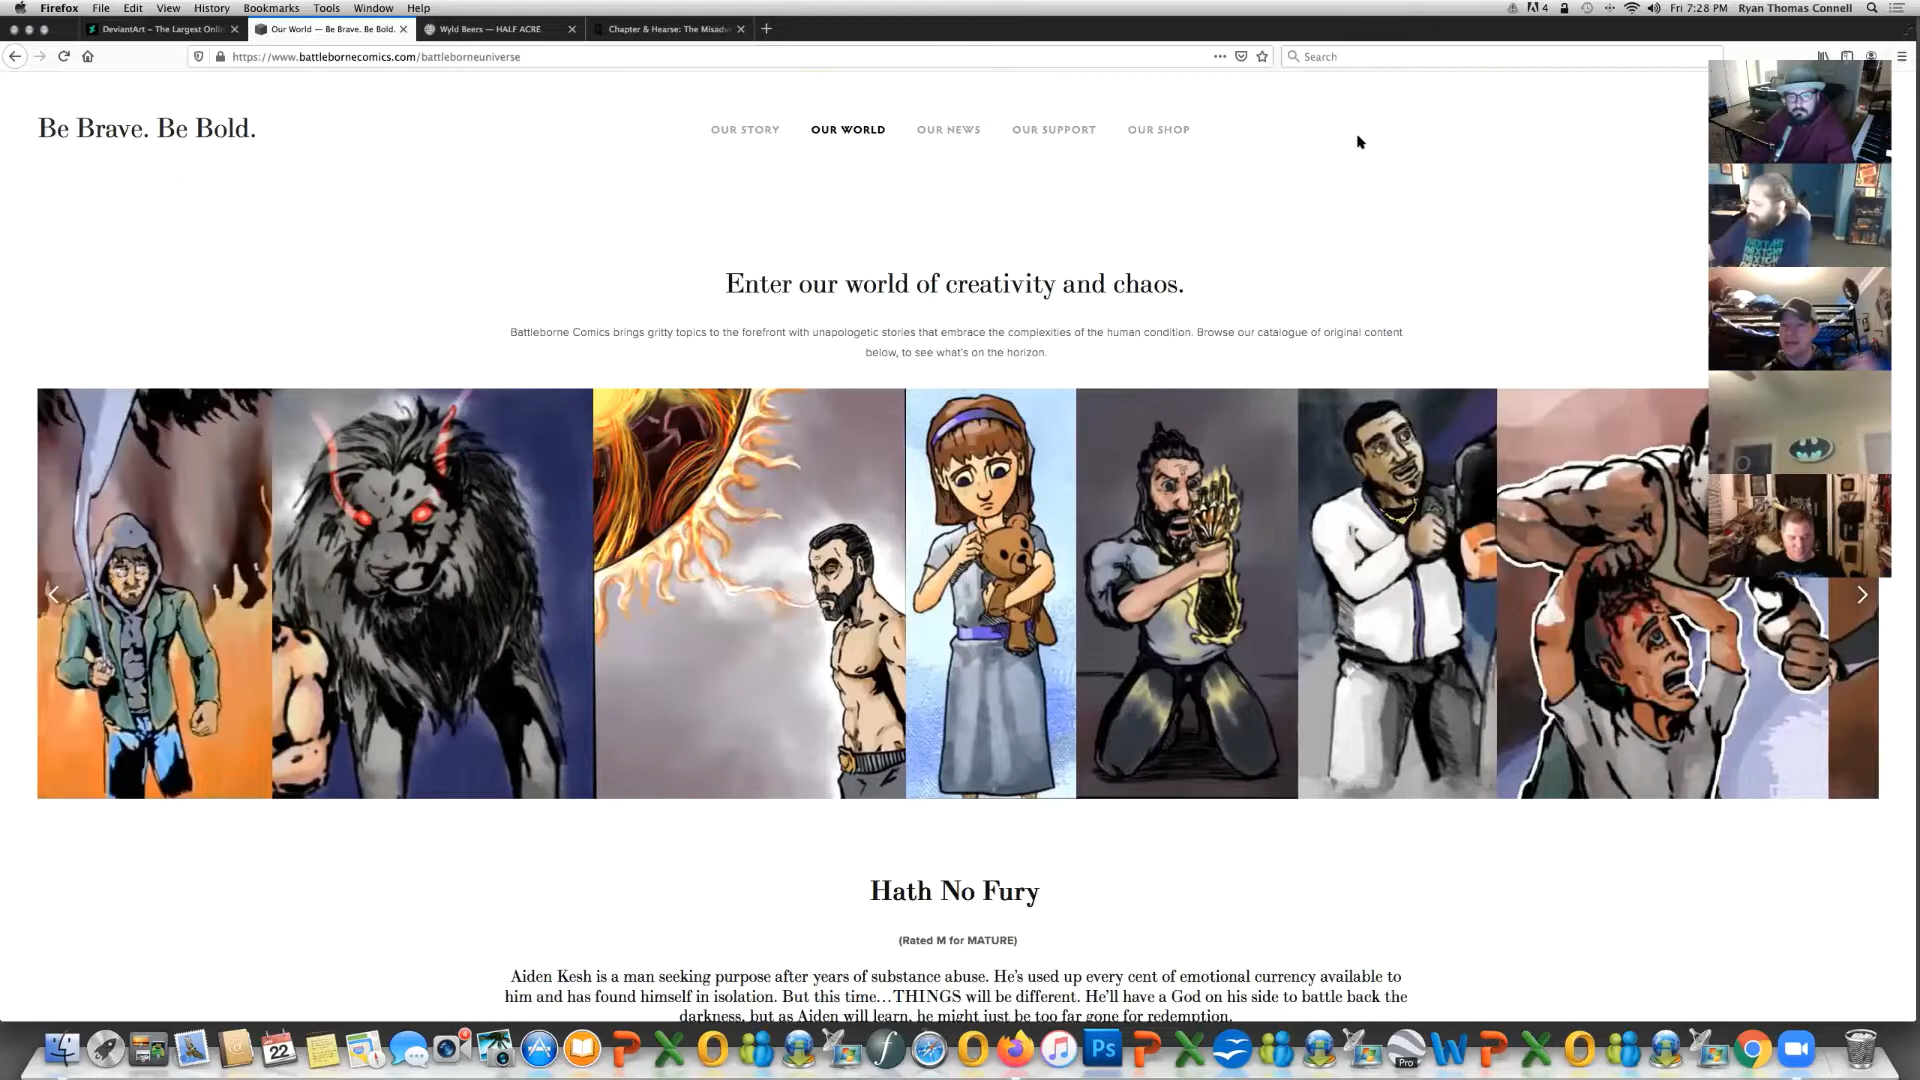 Firefox File Edit View History Bookmarks Tools Window Help
4 Fri 7:28 PM Ryan Thomas Connell
DeviantArt – The Largest Onlin
Our World — Be Brave. Be Bold.
Wyld Beers — HALF ACRE
Chapter & Hearse: The Misadv
https://www.battlebornecomics.com/battleborneuniverse
Search
Be Brave. Be Bold.
OUR STORY OUR WORLD OUR NEWS OUR SUPPORT OUR SHOP
Enter our world of creativity and chaos.
Battleborne Comics brings gritty topics to the forefront with unapologetic stories that embrace the complexities of the human condition. Browse our catalogue of original content
below, to see what's on the horizon.
Hath No Fury
(Rated M for MATURE)
Aiden Kesh is a man seeking purpose after years of substance abuse. He's used up every cent of emotional currency available to
him and has found himself in isolation. But this time…THINGS will be different. He'll have a God on his side to battle back the
darkness, but as Aiden will learn, he might just be too far gone for redemption.
22
Ps
Pro